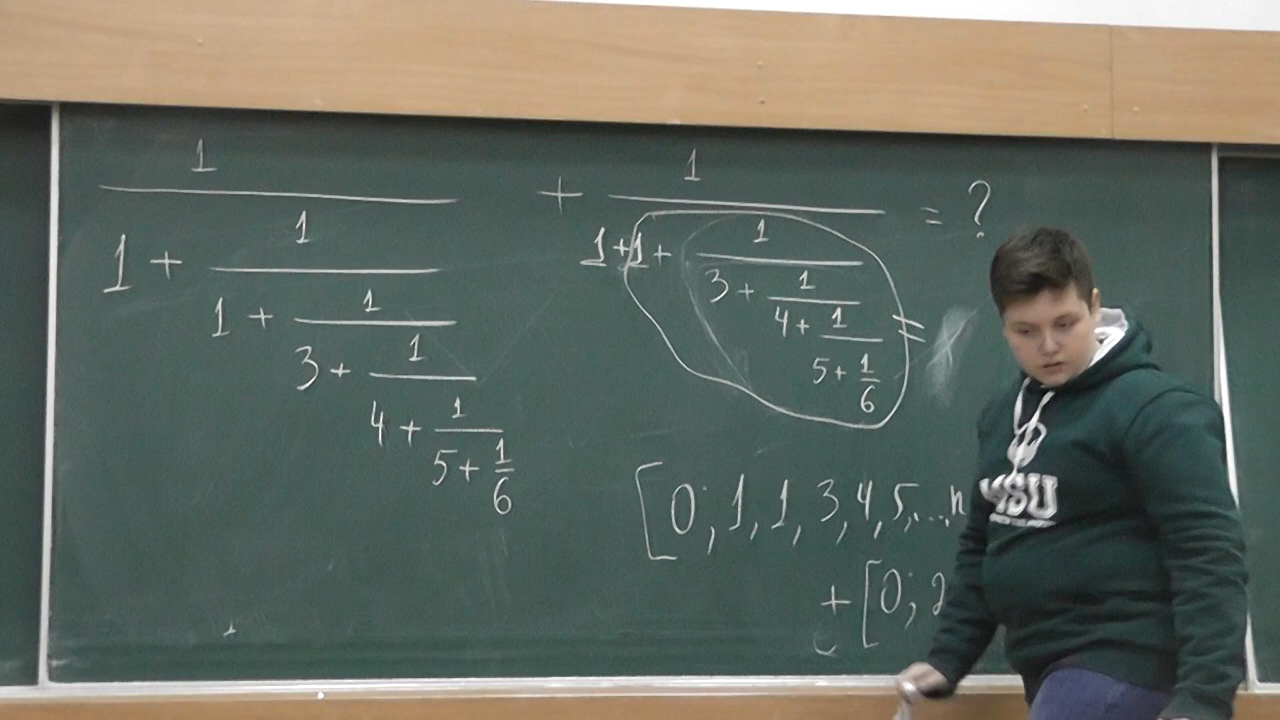 1 + 1 = ?
1 + 1 1+1+ 1
1 + 1 3+ 1
3+ 1 4+ 1
4 + 1 5+ 1
5+ 1 6
6
[0; 1, 1, 3, 4, 5, ... n
+ [0; 2
MSU